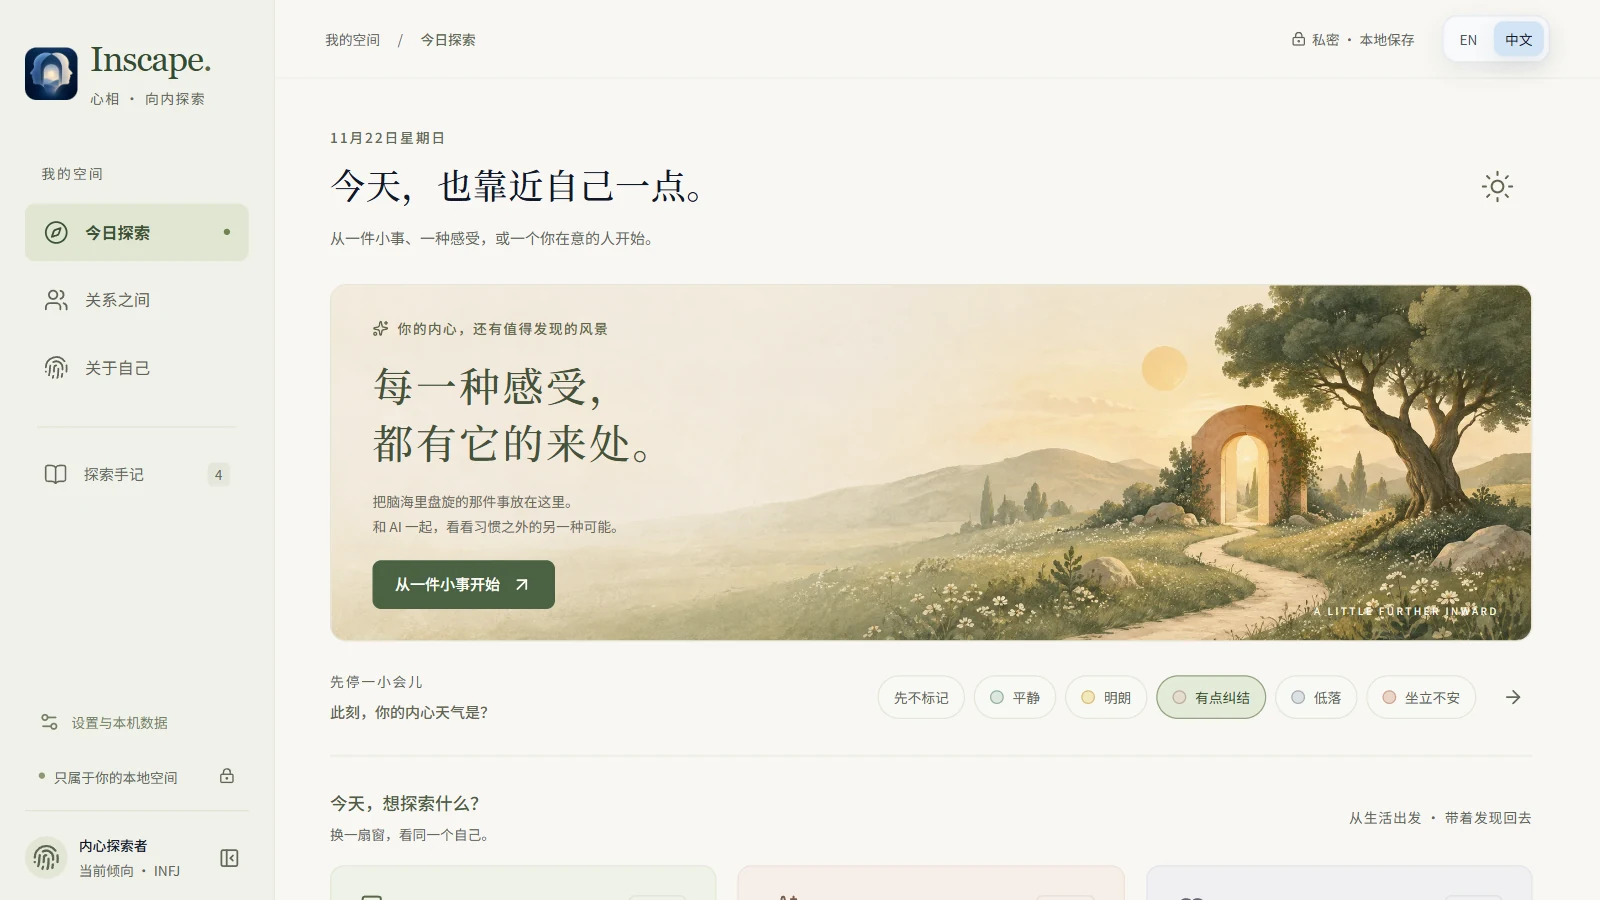 Inscape.
心相 · 向内探索
我的空间
今日探索
关系之间
关于自己
探索手记 4
设置与本机数据
只属于你的本地空间
内心探索者
当前倾向 · INFJ
我的空间 / 今日探索
私密 · 本地保存
EN 中文
11月22日星期日
今天，也靠近自己一点。
从一件小事、一种感受，或一个你在意的人开始。
你的内心，还有值得发现的风景
每一种感受，
都有它的来处。
把脑海里盘旋的那件事放在这里。
和 AI 一起，看看习惯之外的另一种可能。
从一件小事开始
A LITTLE FURTHER INWARD
先停一小会儿
此刻，你的内心天气是？
先不标记 平静 明朗 有点纠结 低落 坐立不安
今天，想探索什么？
换一扇窗，看同一个自己。
从生活出发 · 带着发现回去